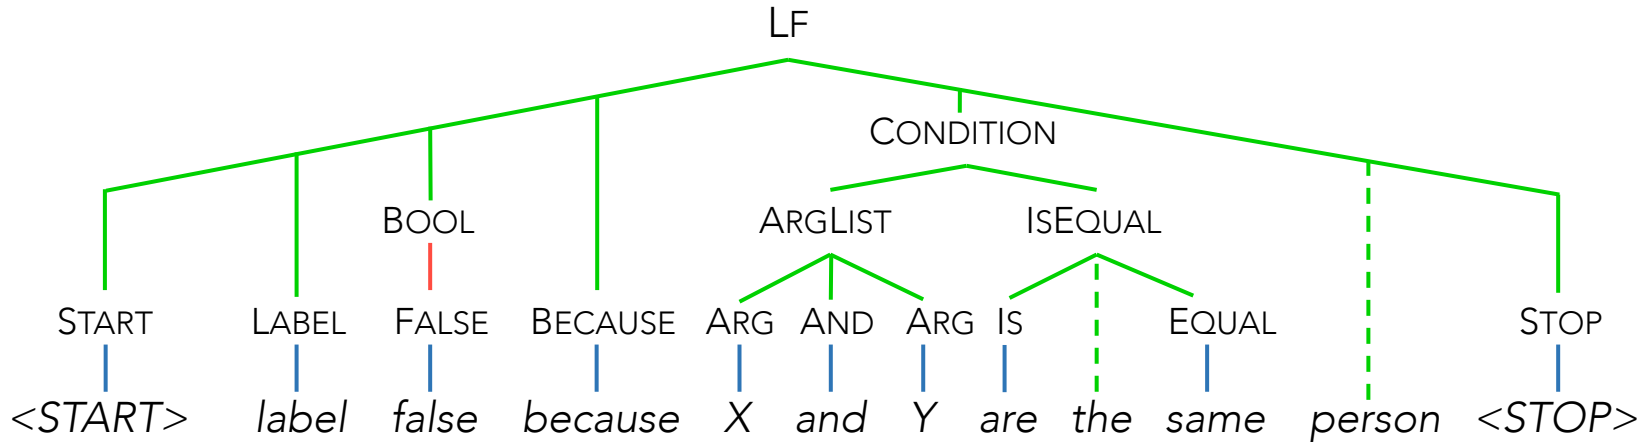 LF
CONDITION
BOOL ARGLIST ISEQUAL
START LABEL FALSE BECAUSE ARG AND ARG IS EQUAL STOP
<START> label false because X and Y are the same person <STOP>